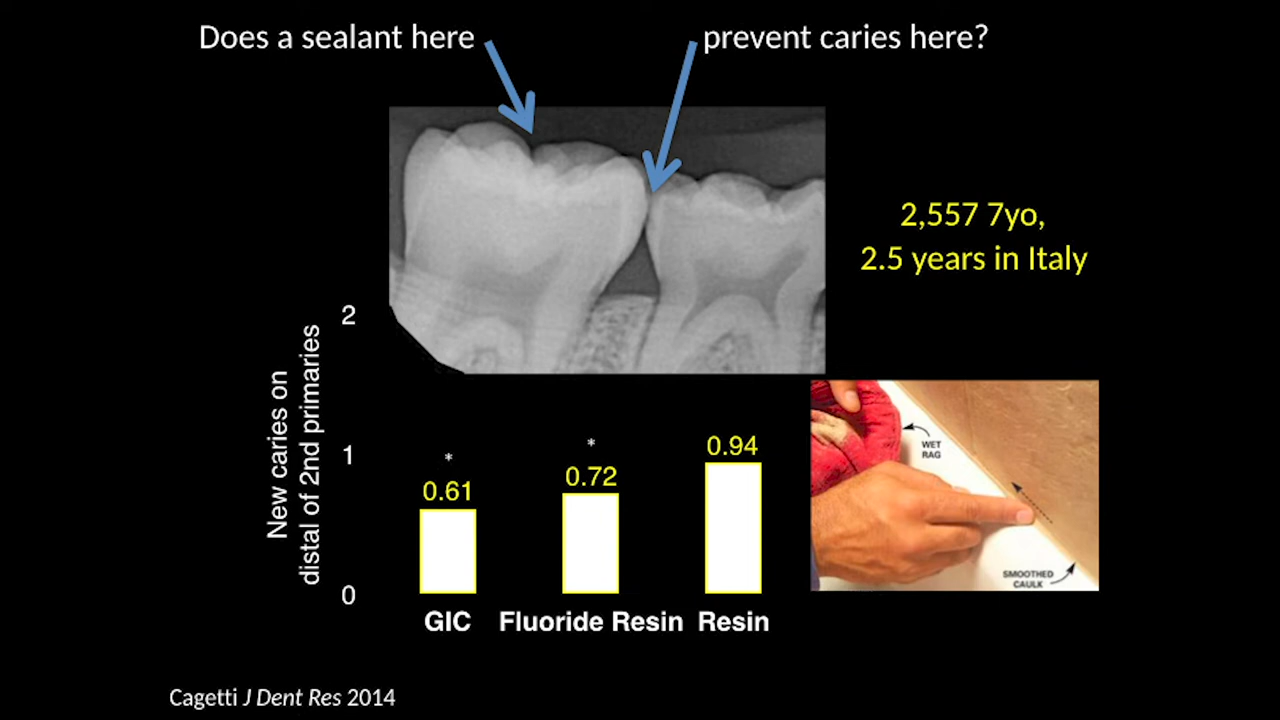 Does a sealant here
prevent caries here?
2,557 7yo,
2.5 years in Italy
New caries on
distal of 2nd primaries
2
1
0
*
0.61
*
0.72
0.94
GIC
Fluoride Resin
Resin
WET
RAG
SMOOTHED
CAULK
Cagetti J Dent Res 2014